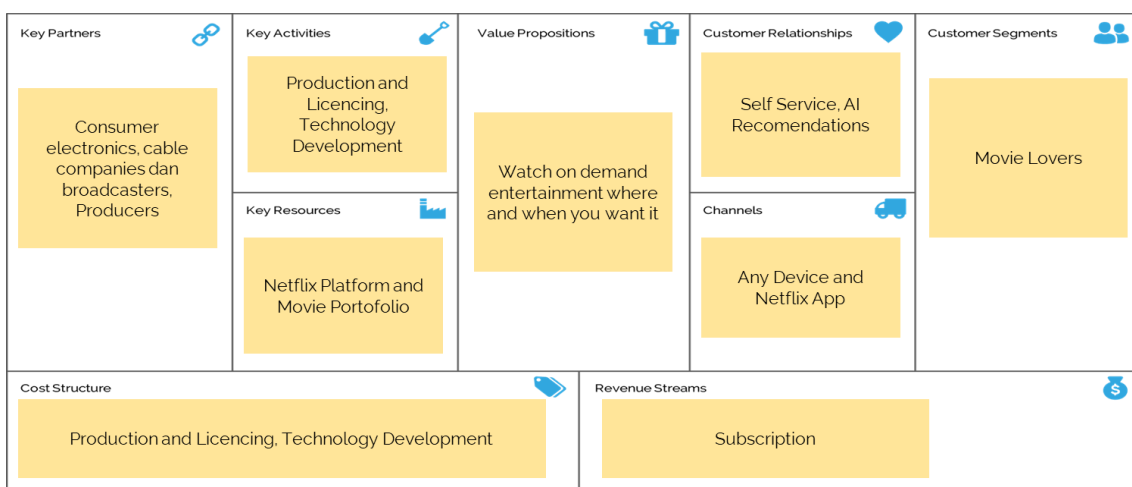 Key Partners
Consumer
electronics, cable
companies dan
broadcasters,
Producers
Key Activities
Production and
Licencing,
Technology
Development
Key Resources
Netflix Platform and
Movie Portofolio
Value Propositions
Watch on demand
entertainment where
and when you want it
Customer Relationships
Self Service, AI
Recomendations
Channels
Any Device and
Netflix App
Customer Segments
Movie Lovers
Cost Structure
Production and Licencing, Technology Development
Revenue Streams
$
Subscription